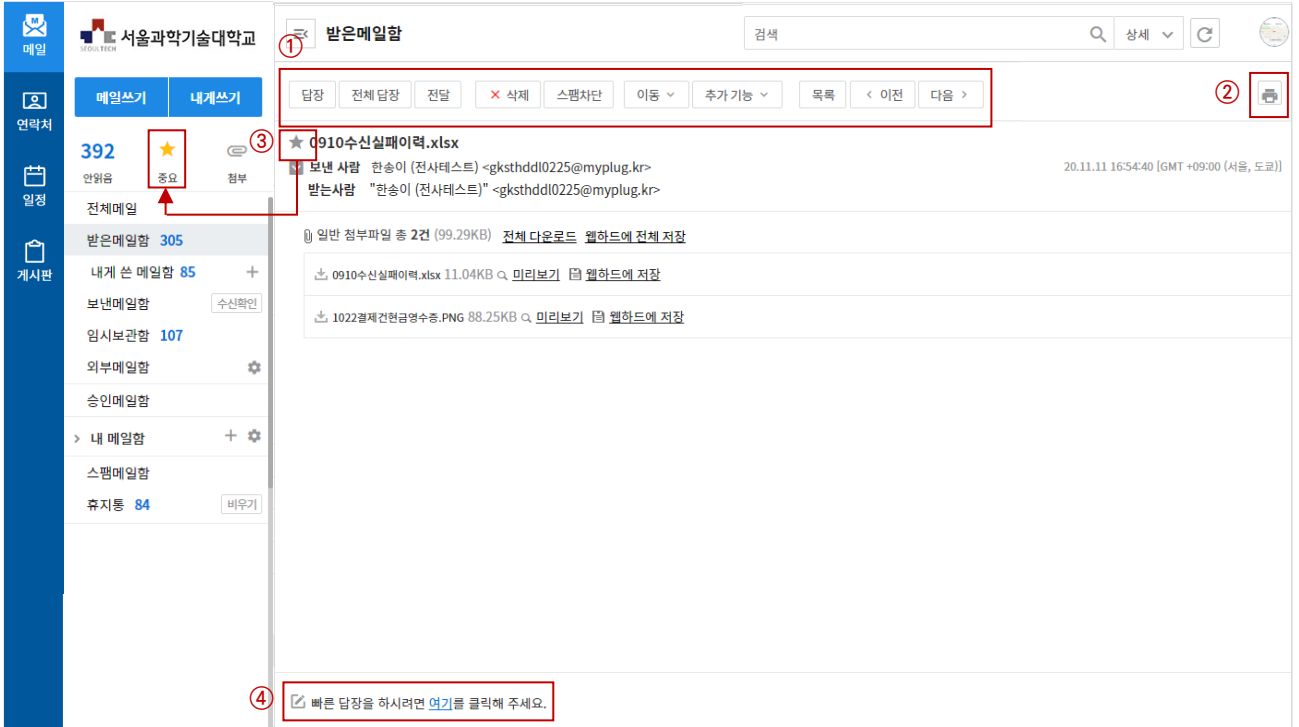 메일
연락처
일정
게시판
SEOULTECH 서울과학기술대학교
메일쓰기 내게쓰기
392 안읽음
중요
첨부
전체메일
받은메일함 305
내게 쓴 메일함 85
보낸메일함 수신확인
임시보관함 107
외부메일함
승인메일함
내 메일함
스팸메일함
휴지통 84 비우기
받은메일함 검색 상세
①
답장 전체답장 전달 × 삭제 스팸차단 이동 추가기능 목록 < 이전 다음 >
②
③ 0910수신실패이력.xlsx
보낸 사람 한송이 (전사테스트) <gksthddl0225@myplug.kr> 20.11.11 16:54:40 [GMT +09:00 (서울, 도쿄)]
받는사람 "한송이 (전사테스트)" <gksthddl0225@myplug.kr>
일반 첨부파일 총 2건 (99.29KB) 전체 다운로드 웹하드에 전체 저장
0910수신실패이력.xlsx 11.04KB 미리보기 웹하드에 저장
1022결제건현금영수증.PNG 88.25KB 미리보기 웹하드에 저장
④ 빠른 답장을 하시려면 여기를 클릭해 주세요.